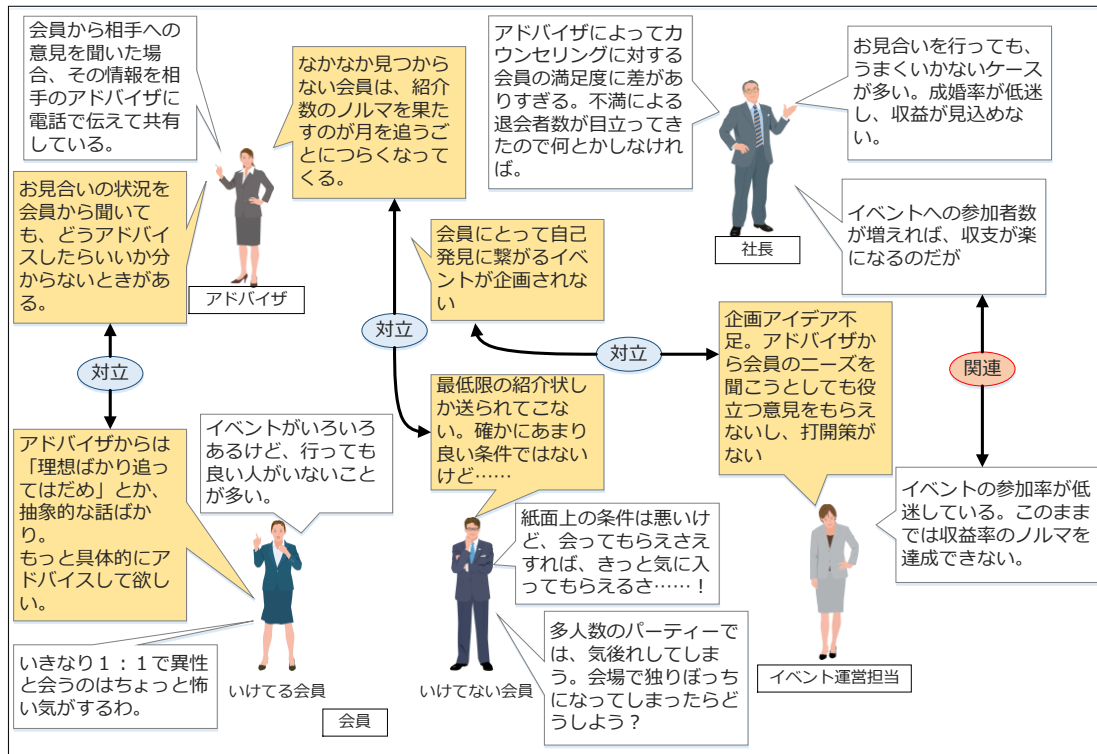 会員から相手への
意見を聞いた場
合、その情報を相
手のアドバイザに
電話で伝えて共有
している。
なかなか見つから
ない会員は、紹介
数のノルマを果た
すのが月を追うご
とにつらくなって
くる。
アドバイザによってカ
ウンセリングに対する
会員の満足度に差があ
りすぎる。不満による
退会者数が目立ってき
たので何とかしなけれ
ば。
お見合いを行っても、
うまくいかないケース
が多い。成婚率が低迷
し、収益が見込めな
い。
お見合いの状況を
会員から聞いて
も、どうアドバイ
スしたらいいか分
からないときがあ
る。
アドバイザ
会員にとって自己
発見に繋がるイベ
ントが企画されな
い
社長
イベントへの参加者数
が増えれば、収支が楽
になるのだが
対立
対立
対立
関連
企画アイデア不
足。アドバイザか
ら会員のニーズを
聞こうとしても役
立つ意見をもらえ
ないし、打開策が
ない
アドバイザからは
「理想ばかり追っ
てはだめ」とか、
抽象的な話ばか
り。
もっと具体的にア
ドバイスして欲し
い。
イベントがいろいろ
あるけど、行っても
良い人がいないこと
が多い。
最低限の紹介状し
か送られてこな
い。確かにあまり
良い条件ではない
けど……
紙面上の条件は悪いけ
ど、会ってもらえさえ
すれば、きっと気に入
ってもらえるさ……！
イベントの参加率が低
迷している。このまま
では収益率のノルマを
達成できない。
いきなり１：１で異性
と会うのはちょっと怖
い気がするわ。
いけてる会員
会員
いけてない会員
多人数のパーティーで
は、気後れしてしま
う。会場で独りぼっち
になってしまったらど
うしよう？
イベント運営担当